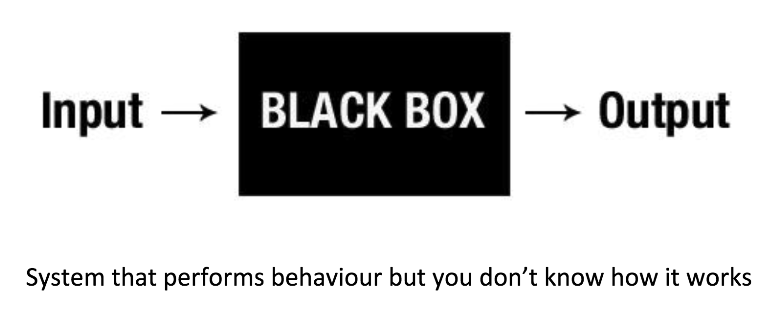 Input → BLACK BOX → Output
System that performs behaviour but you don’t know how it works